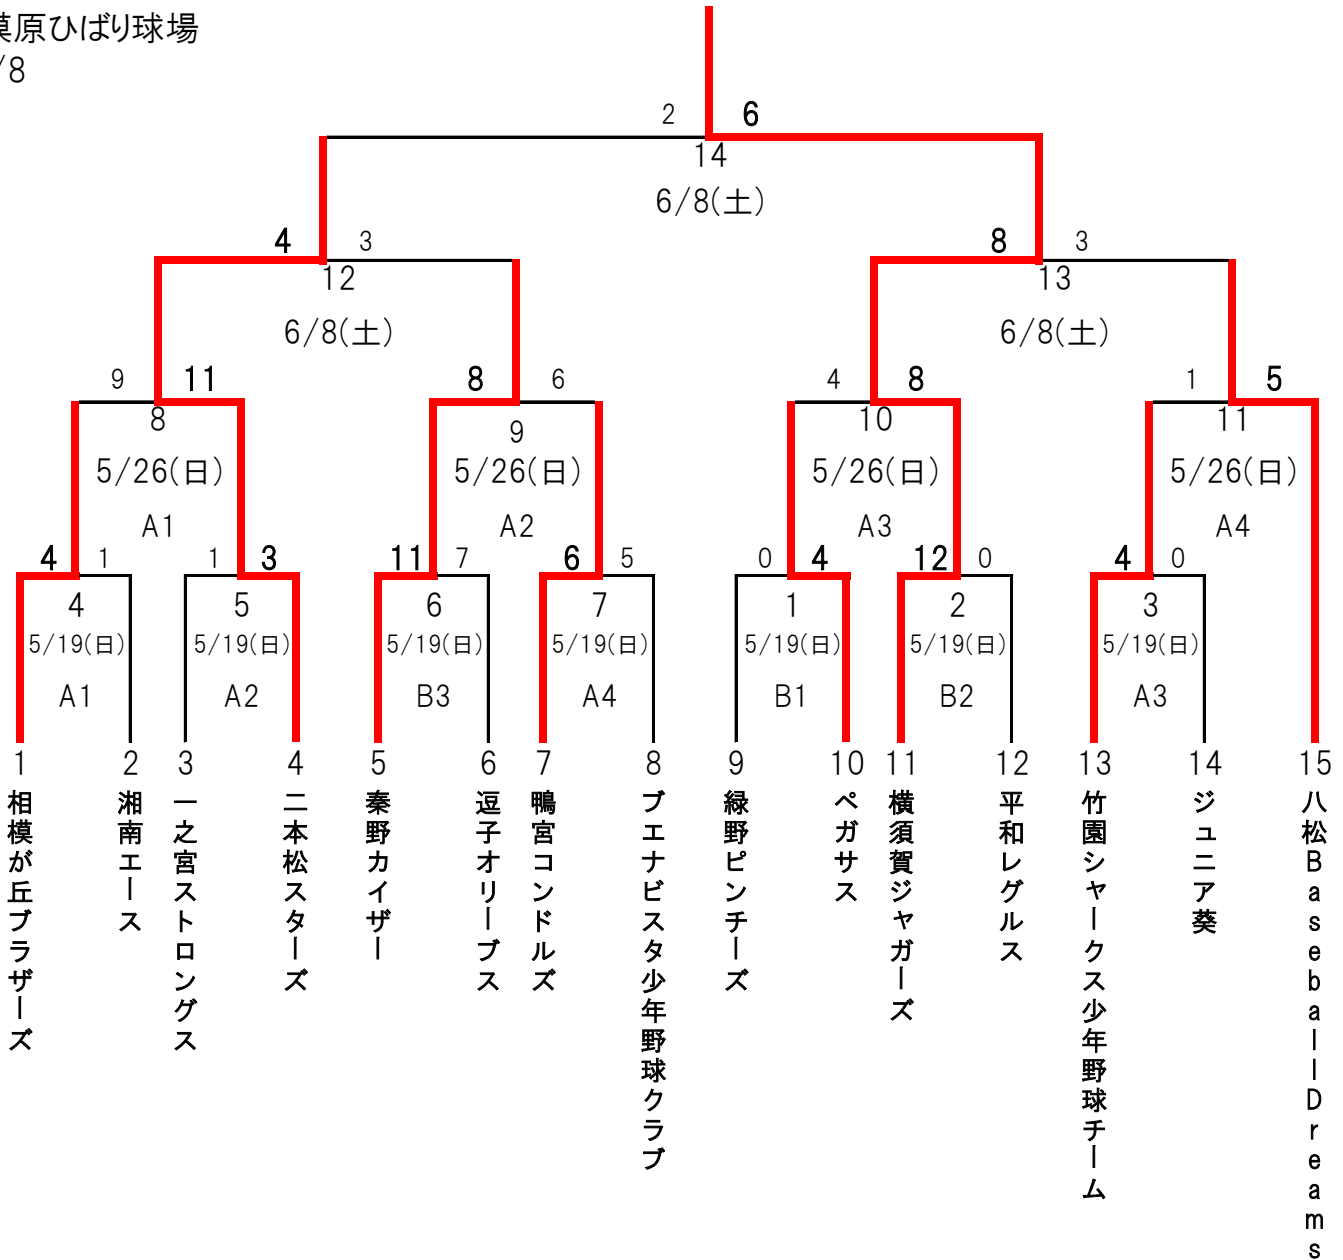 模原ひばり球場
/8
2 6
14
6/8(土)
4 3 8 3
12 13
6/8(土) 6/8(土)
9 11 8 6 4 8 1 5
8 9 10 11
5/26(日) 5/26(日) 5/26(日) 5/26(日)
A1 A2 A3 A4
4 1 1 3 11 7 6 5 0 4 12 0 4 0
4 5 6 7 1 2 3
5/19(日) 5/19(日) 5/19(日) 5/19(日) 5/19(日) 5/19(日) 5/19(日)
A1 A2 B3 A4 B1 B2 A3
1 2 3 4 5 6 7 8 9 10 11 12 13 14 15
相模が丘ブラザーズ
湘南エース
一之宮ストロングス
二本松スターズ
秦野カイザー
逗子オリーブス
鴨宮コンドルズ
ブエナビスタ少年野球クラブ
緑野ピンチーズ
ペガサス
横須賀ジャガーズ
平和レグルス
竹園シャークス少年野球チーム
ジュニア葵
八松BaseballDreams